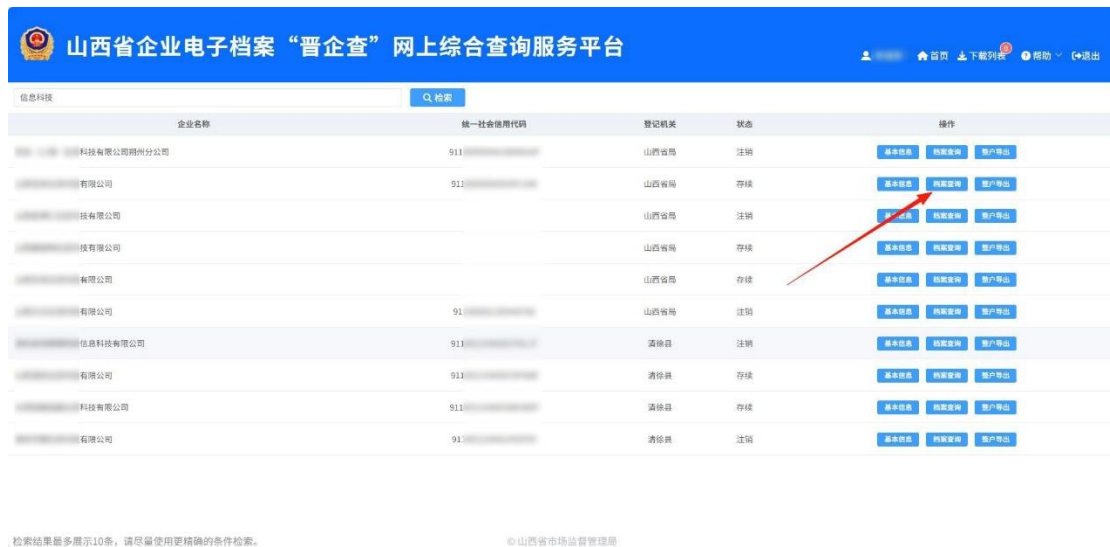 山西省企业电子档案“晋企查”网上综合查询服务平台
首页 下载列表 0 帮助 退出
信息科技 检索
企业名称 统一社会信用代码 登记机关 状态 操作
科技有限公司朔州分公司 911 山西省局 注销 基本信息 档案查询 整户导出
有限公司 911 山西省局 存续 基本信息 档案查询 整户导出
技有限公司 山西省局 注销 基本信息 档案查询 整户导出
技有限公司 山西省局 存续 基本信息 档案查询 整户导出
有限公司 山西省局 存续 基本信息 档案查询 整户导出
有限公司 91 山西省局 注销 基本信息 档案查询 整户导出
信息科技有限公司 911 清徐县 注销 基本信息 档案查询 整户导出
有限公司 911 清徐县 存续 基本信息 档案查询 整户导出
科技有限公司 911 清徐县 存续 基本信息 档案查询 整户导出
有限公司 91 清徐县 注销 基本信息 档案查询 整户导出
检索结果最多展示10条，请尽量使用更精确的条件检索。 ©山西省市场监督管理局